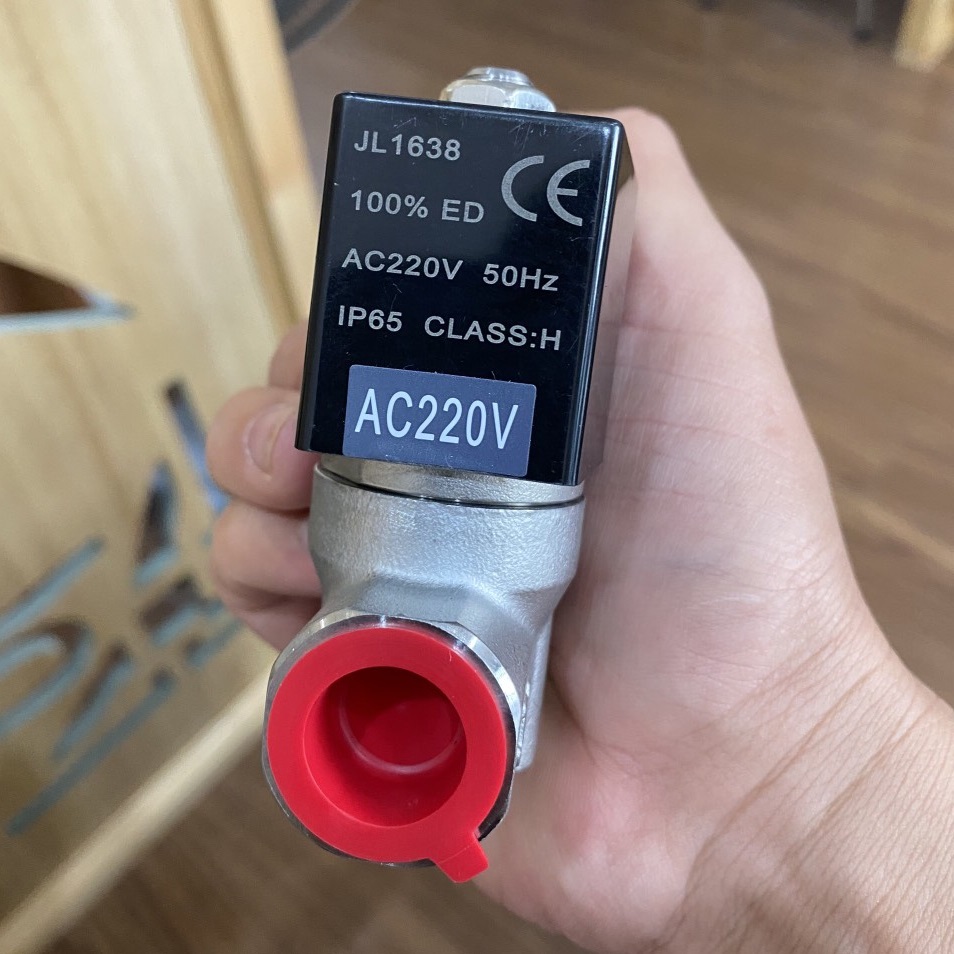 JL1638
CE
100% ED
AC220V 50Hz
IP65 CLASS:H
AC220V